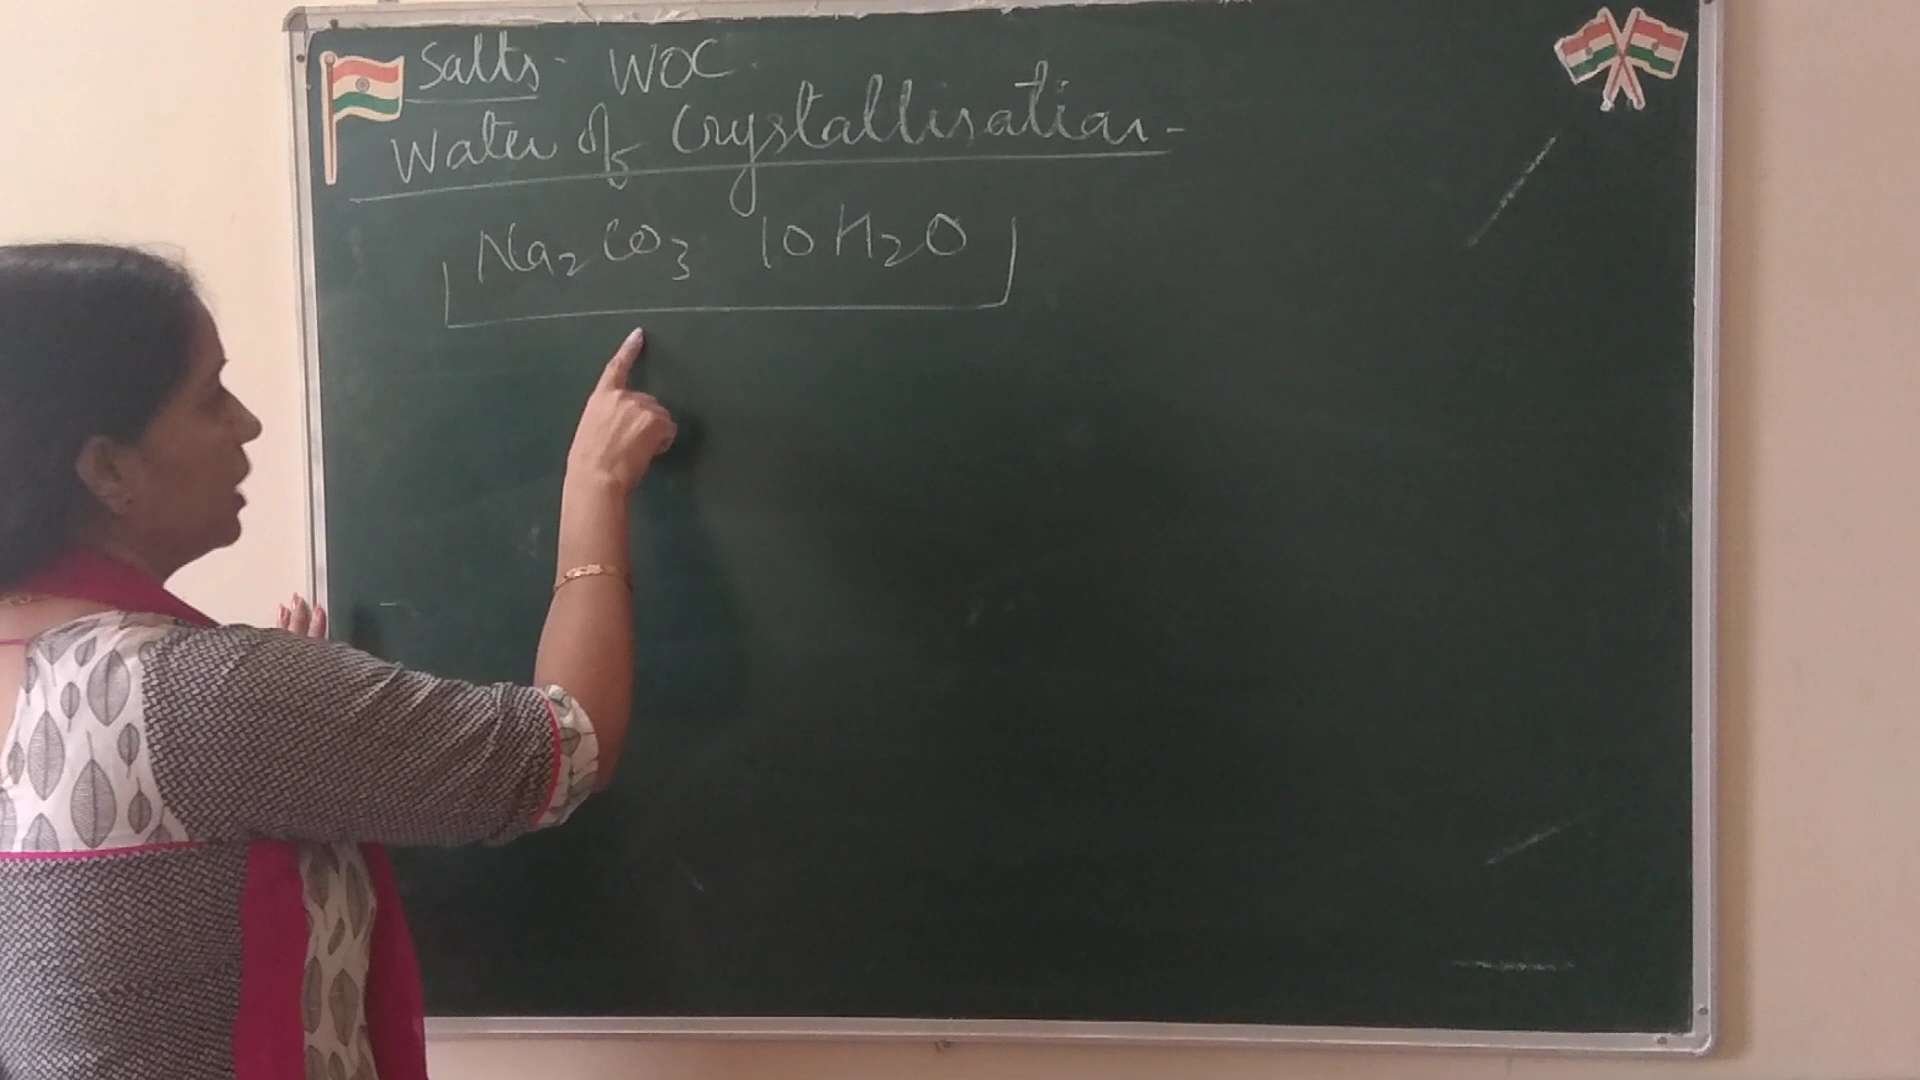 Salts - WOC
Water of Crystallisation -
Na₂CO₃ 10H₂O